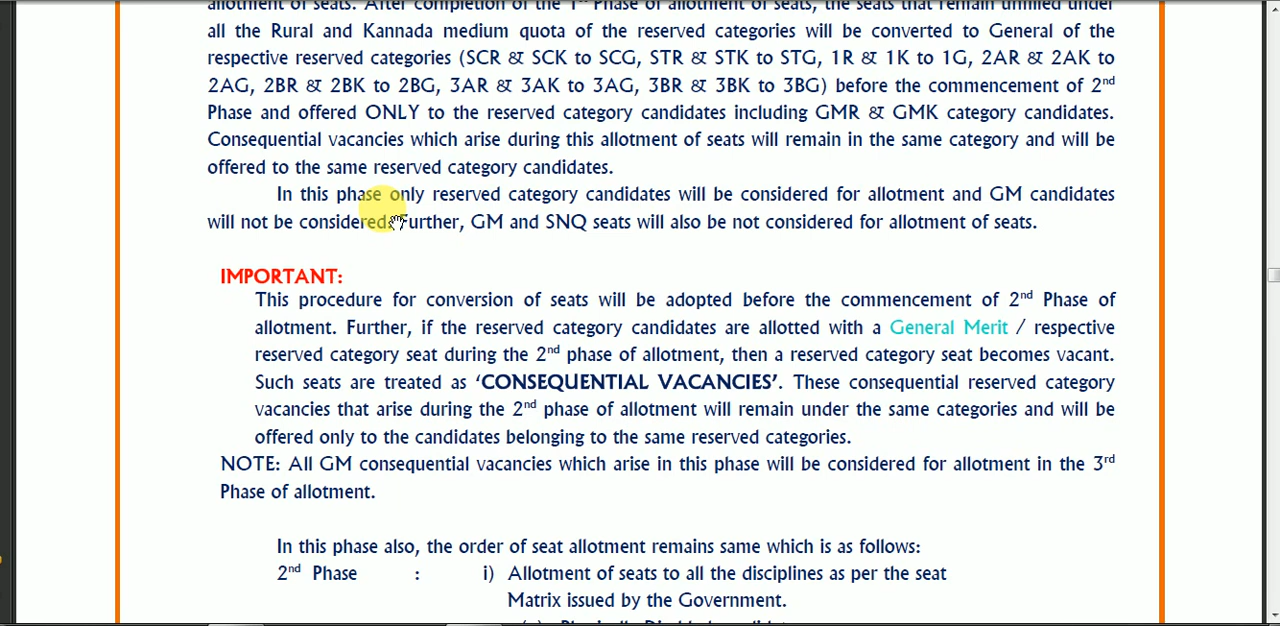 allotment of seats. After completion of the 1st Phase of allotment of seats, the seats that remain unfilled under
all the Rural and Kannada medium quota of the reserved categories will be converted to General of the
respective reserved categories (SCR & SCK to SCG, STR & STK to STG, 1R & 1K to 1G, 2AR & 2AK to
2AG, 2BR & 2BK to 2BG, 3AR & 3AK to 3AG, 3BR & 3BK to 3BG) before the commencement of 2nd
Phase and offered ONLY to the reserved category candidates including GMR & GMK category candidates.
Consequential vacancies which arise during this allotment of seats will remain in the same category and will be
offered to the same reserved category candidates.
In this phase only reserved category candidates will be considered for allotment and GM candidates
will not be considered. Further, GM and SNQ seats will also be not considered for allotment of seats.
IMPORTANT:
This procedure for conversion of seats will be adopted before the commencement of 2nd Phase of
allotment. Further, if the reserved category candidates are allotted with a General Merit / respective
reserved category seat during the 2nd phase of allotment, then a reserved category seat becomes vacant.
Such seats are treated as ‘CONSEQUENTIAL VACANCIES’. These consequential reserved category
vacancies that arise during the 2nd phase of allotment will remain under the same categories and will be
offered only to the candidates belonging to the same reserved categories.
NOTE: All GM consequential vacancies which arise in this phase will be considered for allotment in the 3rd
Phase of allotment.
In this phase also, the order of seat allotment remains same which is as follows:
2nd Phase : i) Allotment of seats to all the disciplines as per the seat
Matrix issued by the Government.